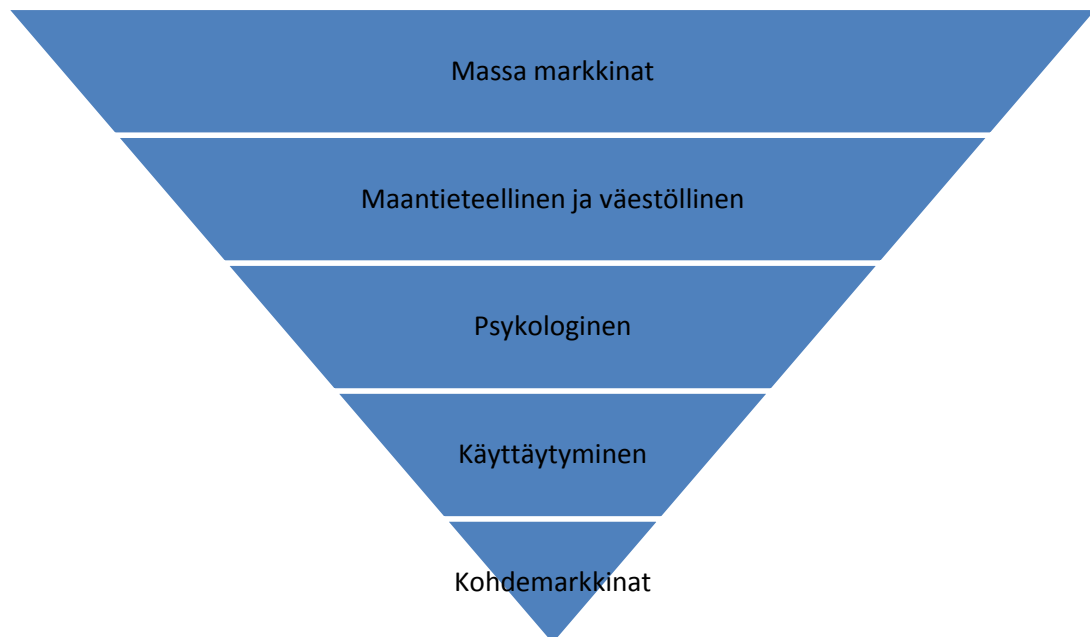 Massa markkinat
Maantieteellinen ja väestöllinen
Psykologinen
Käyttäytyminen
Kohdemarkkinat